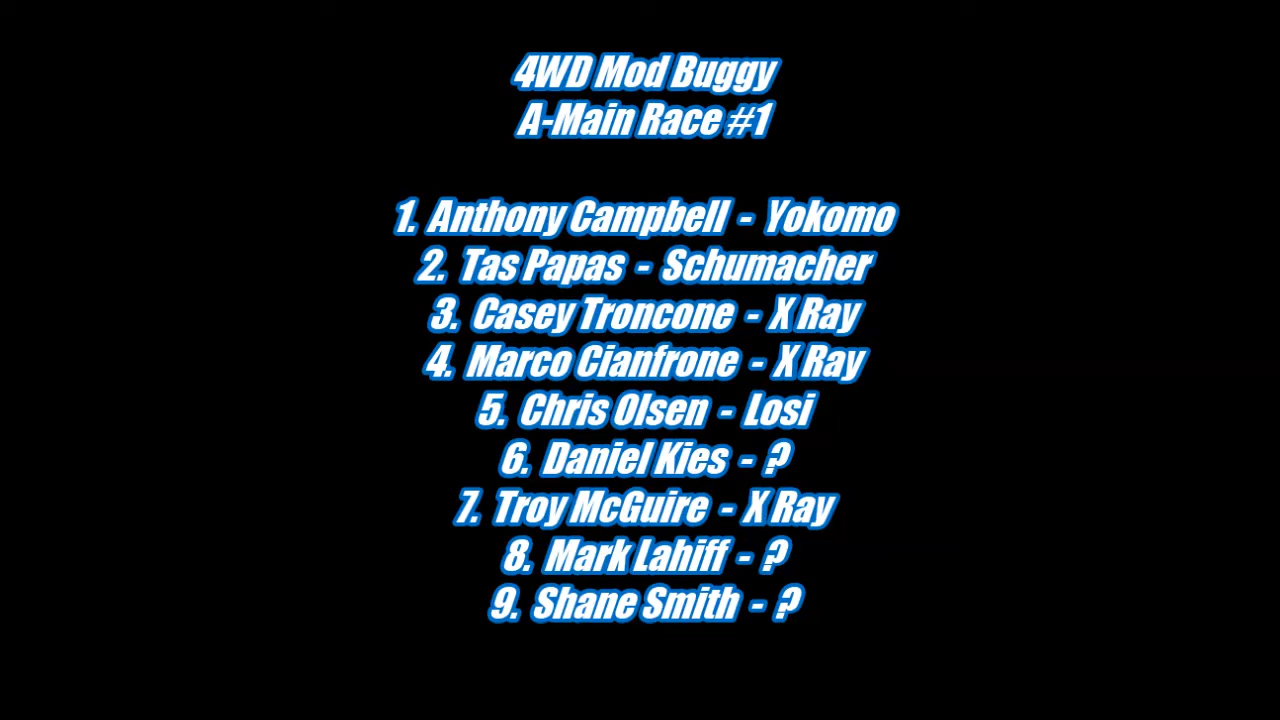 4WD Mod Buggy
A-Main Race #1
1. Anthony Campbell - Yokomo
2. Tas Papas - Schumacher
3. Casey Troncone - X Ray
4. Marco Cianfrone - X Ray
5. Chris Olsen - Losi
6. Daniel Kies - ?
7. Troy McGuire - X Ray
8. Mark Lahiff - ?
9. Shane Smith - ?